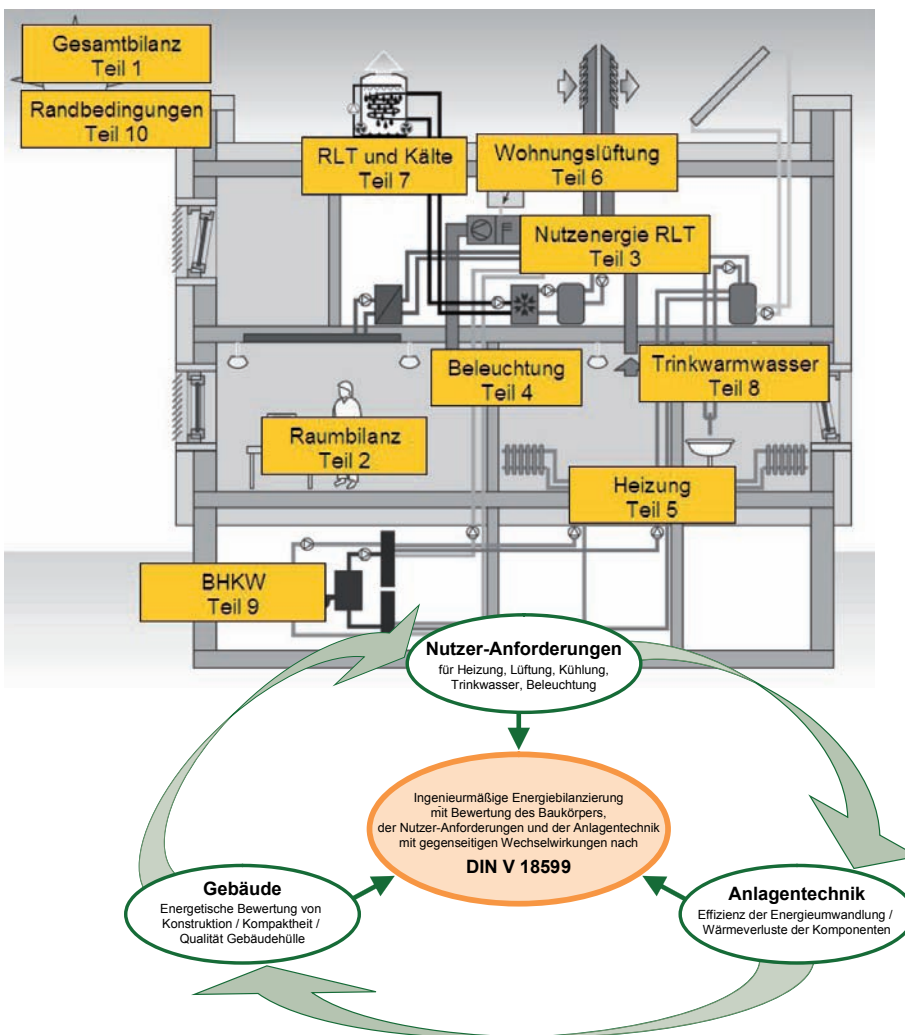 Gesamtbilanz
Teil 1
Randbedingungen
Teil 10
RLT und Kälte
Teil 7
Wohnungslüftung
Teil 6
Nutzenergie RLT
Teil 3
Beleuchtung
Teil 4
Trinkwarmwasser
Teil 8
Raumbilanz
Teil 2
Heizung
Teil 5
BHKW
Teil 9
Nutzer-Anforderungen
für Heizung, Lüftung, Kühlung,
Trinkwasser, Beleuchtung
Ingenieurmäßige Energiebilanzierung
mit Bewertung des Baukörpers,
der Nutzer-Anforderungen und der Anlagentechnik
mit gegenseitigen Wechselwirkungen nach
DIN V 18599
Gebäude
Energetische Bewertung von
Konstruktion / Kompaktheit /
Qualität Gebäudehülle
Anlagentechnik
Effizienz der Energieumwandlung /
Wärmeverluste der Komponenten